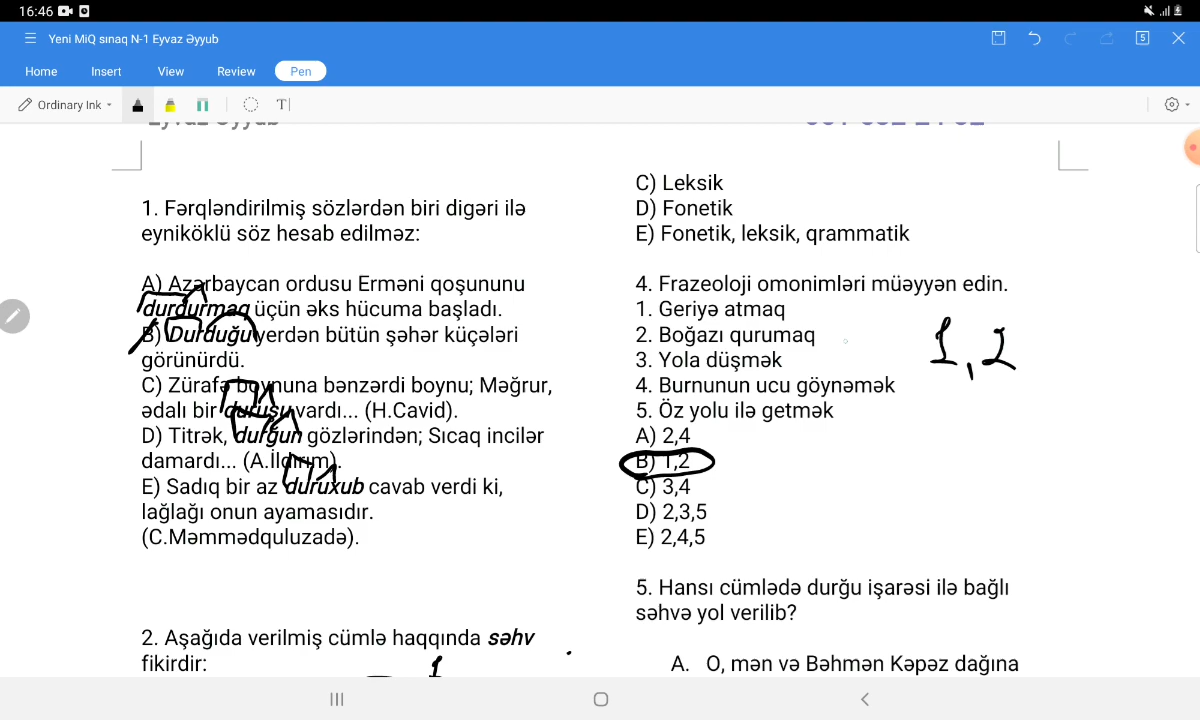 16:46
Yeni MiQ sınaq N-1 Eyvaz Əyyub
5
Home Insert View Review Pen
Ordinary Ink
T
Eyvaz Əyyub
1. Fərqləndirilmiş sözlərdən biri digəri ilə
eyniköklü söz hesab edilməz:
A) Azərbaycan ordusu Erməni qoşununu
durdurmaq üçün əks hücuma başladı.
B) Durduğu yerdən bütün şəhər küçələri
görünürdü.
C) Zürafə boynuna bənzərdi boynu; Məğrur,
ədalı bir duruşu vardı... (H.Cavid).
D) Titrək, durğun gözlərindən; Sıcaq incilər
damardı... (A.İldırım).
E) Sadıq bir az duruxub cavab verdi ki,
lağlağı onun ayamasıdır.
(C.Məmmədquluzadə).
2. Aşağıda verilmiş cümlə haqqında səhv
fikirdir:
1
C) Leksik
D) Fonetik
E) Fonetik, leksik, qrammatik
4. Frazeoloji omonimləri müəyyən edin.
1. Geriyə atmaq
2. Boğazı qurumaq
3. Yola düşmək
4. Burnunun ucu göynəmək
5. Öz yolu ilə getmək
1,2
A) 2,4
B) 1,2
C) 3,4
D) 2,3,5
E) 2,4,5
5. Hansı cümlədə durğu işarəsi ilə bağlı
səhvə yol verilib?
A. O, mən və Bəhmən Kəpəz dağına